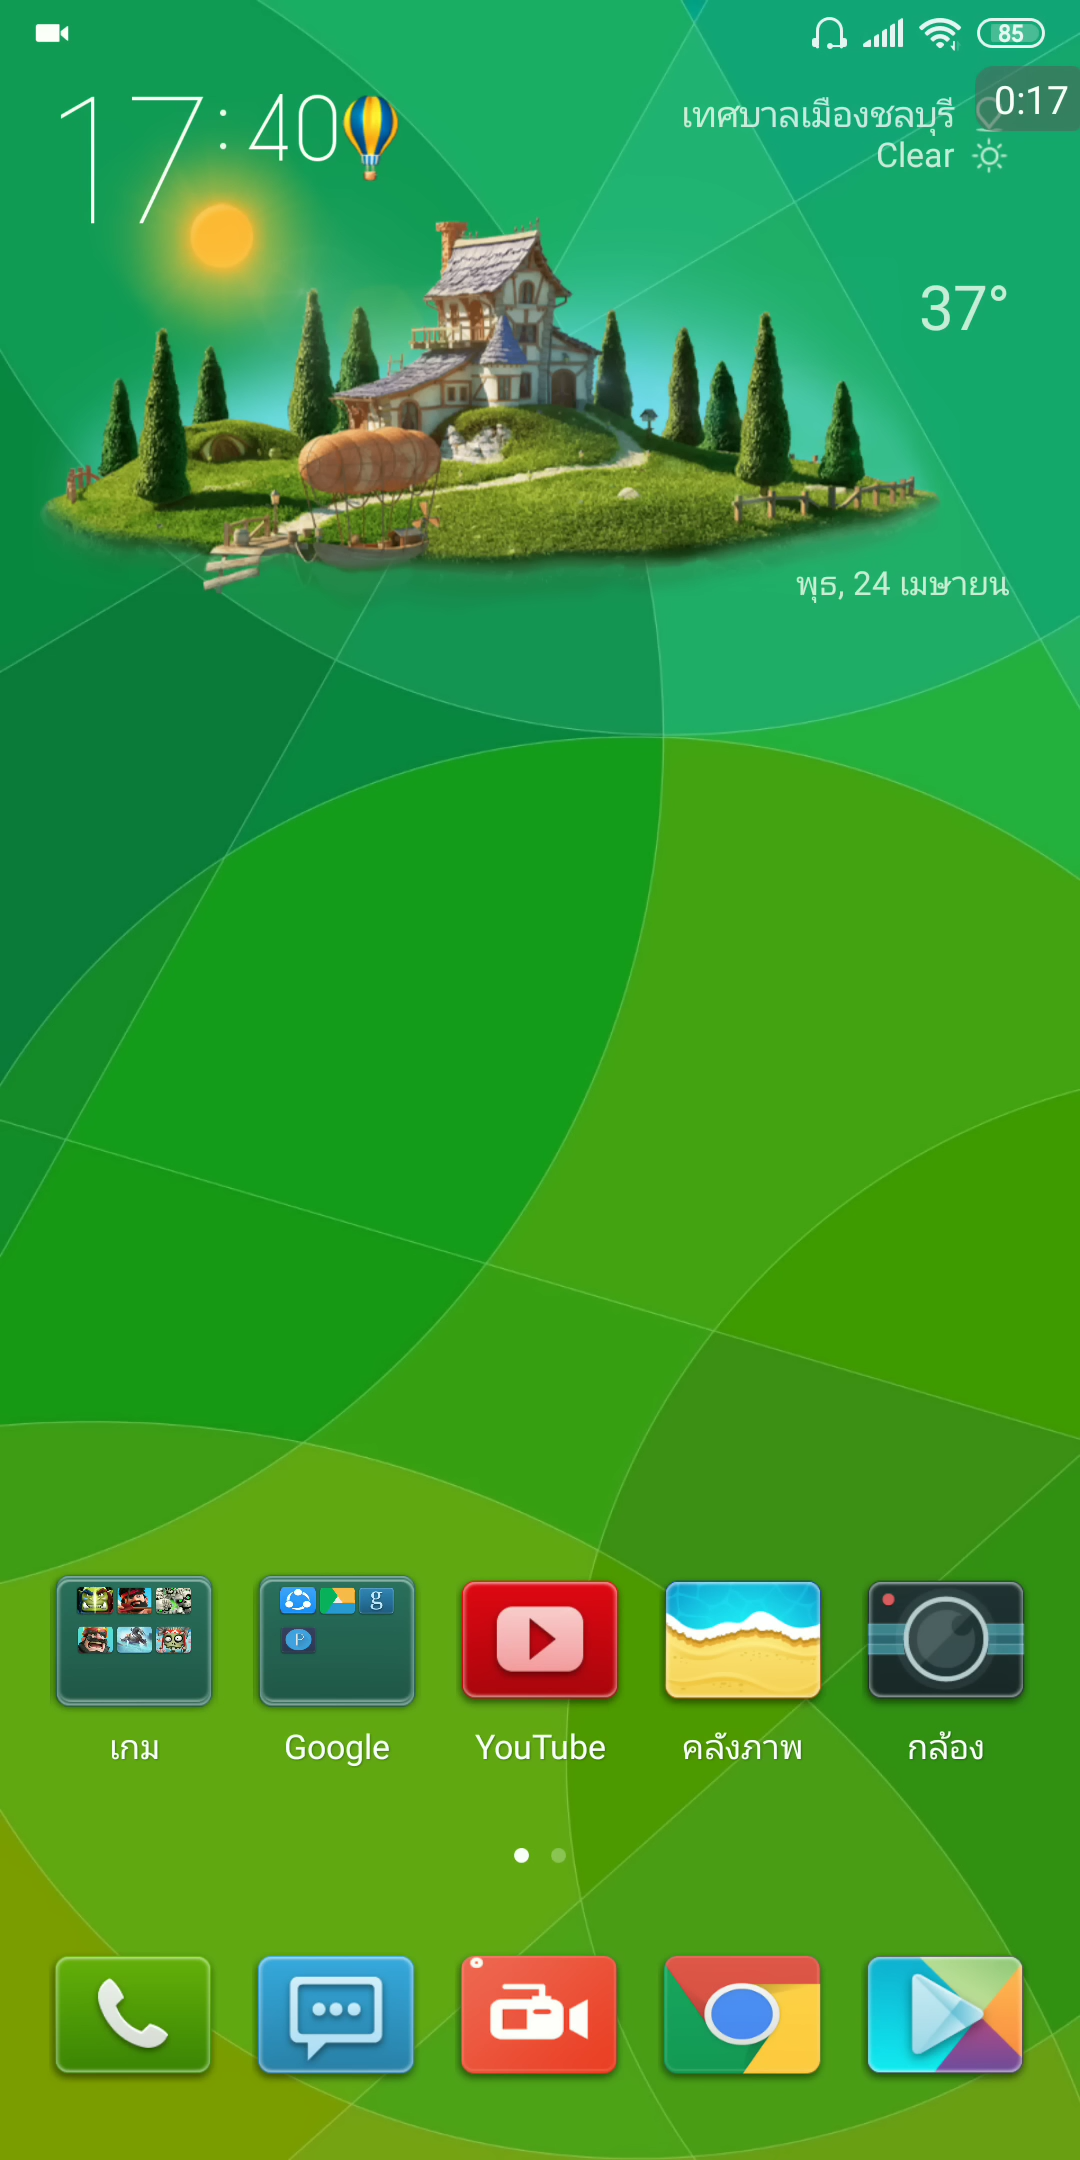 85
0:17
17:40
เทศบาลเมืองชลบุรี
Clear
37°
พุธ, 24 เมษายน
g
P
เกม
Google
YouTube
คลังภาพ
กล้อง